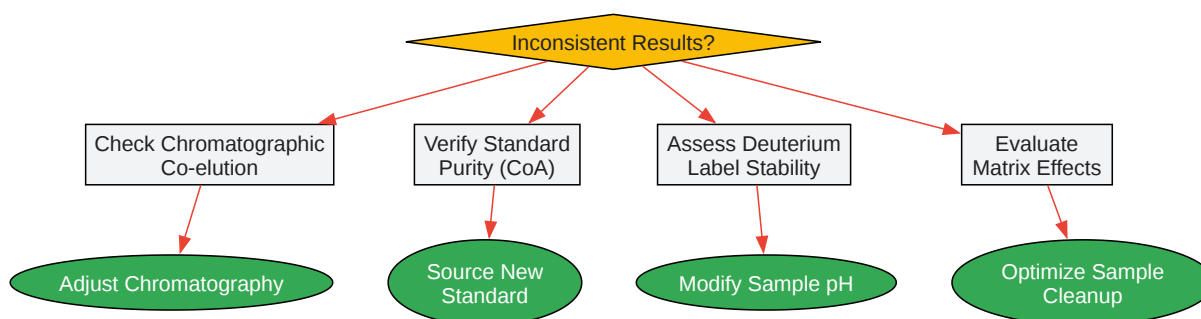 Inconsistent Results?
Check Chromatographic
Co-elution
Verify Standard
Purity (CoA)
Assess Deuterium
Label Stability
Evaluate
Matrix Effects
Adjust Chromatography
Source New
Standard
Modify Sample pH
Optimize Sample
Cleanup